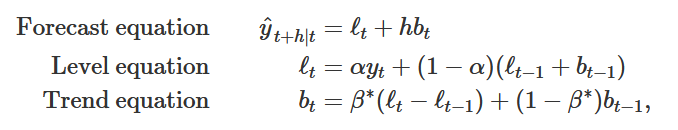 Forecast equation ŷ_{t+h|t} = ℓ_t + hb_t
Level equation ℓ_t = αy_t + (1 − α)(ℓ_{t−1} + b_{t−1})
Trend equation b_t = β*(ℓ_t − ℓ_{t−1}) + (1 − β*)b_{t−1},